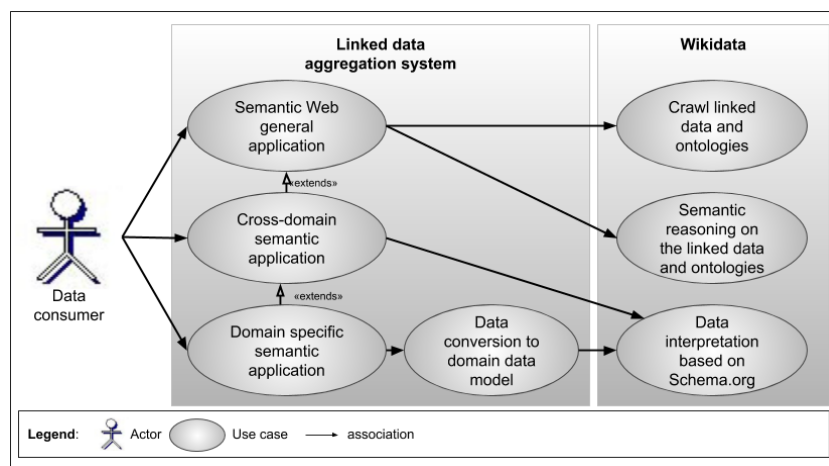 Linked data
aggregation system
Wikidata
Semantic Web
general
application
Crawl linked
data and
ontologies
«extends»
Cross-domain
semantic
application
Semantic
reasoning on
the linked data
and ontologies
Data
consumer
«extends»
Domain specific
semantic
application
Data
conversion to
domain data
model
Data
interpretation
based on
Schema.org
Legend: Actor Use case association